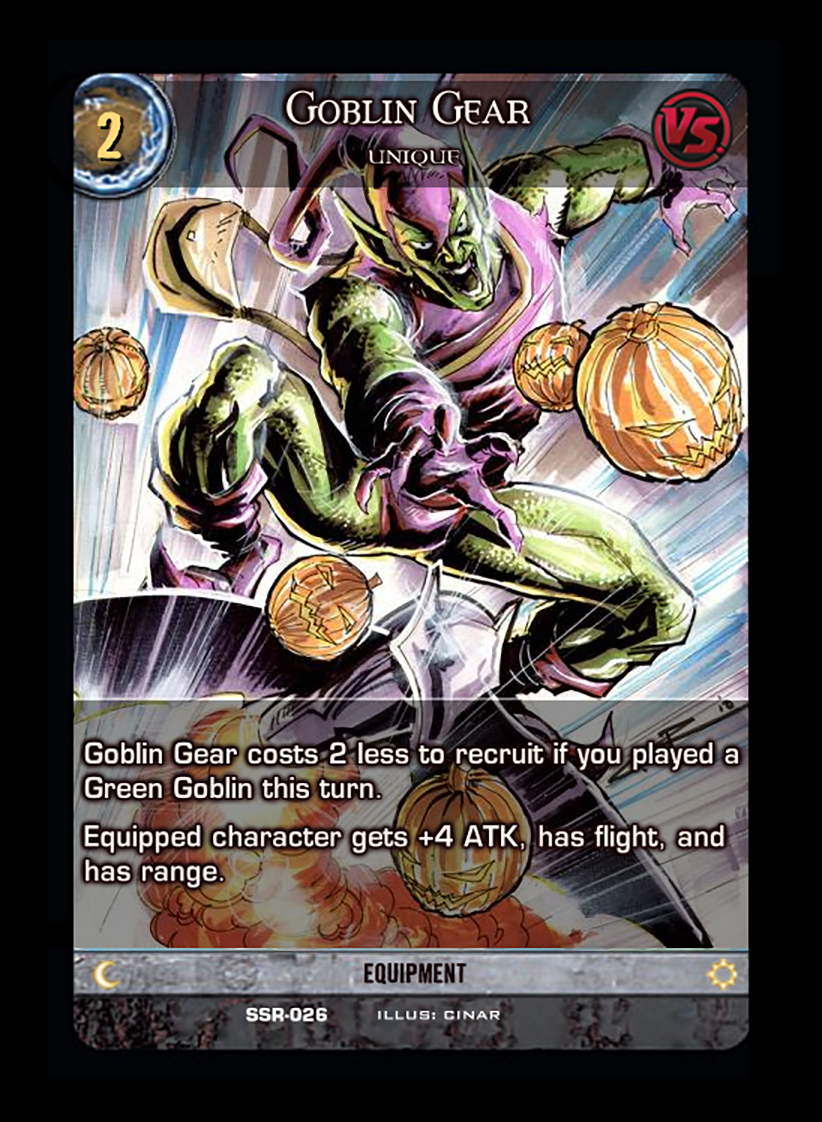 2
Goblin Gear
UNIQUE
VS.
Goblin Gear costs 2 less to recruit if you played a
Green Goblin this turn.
Equipped character gets +4 ATK, has flight, and
has range.
EQUIPMENT
SSR-026 ILLUS: CINAR